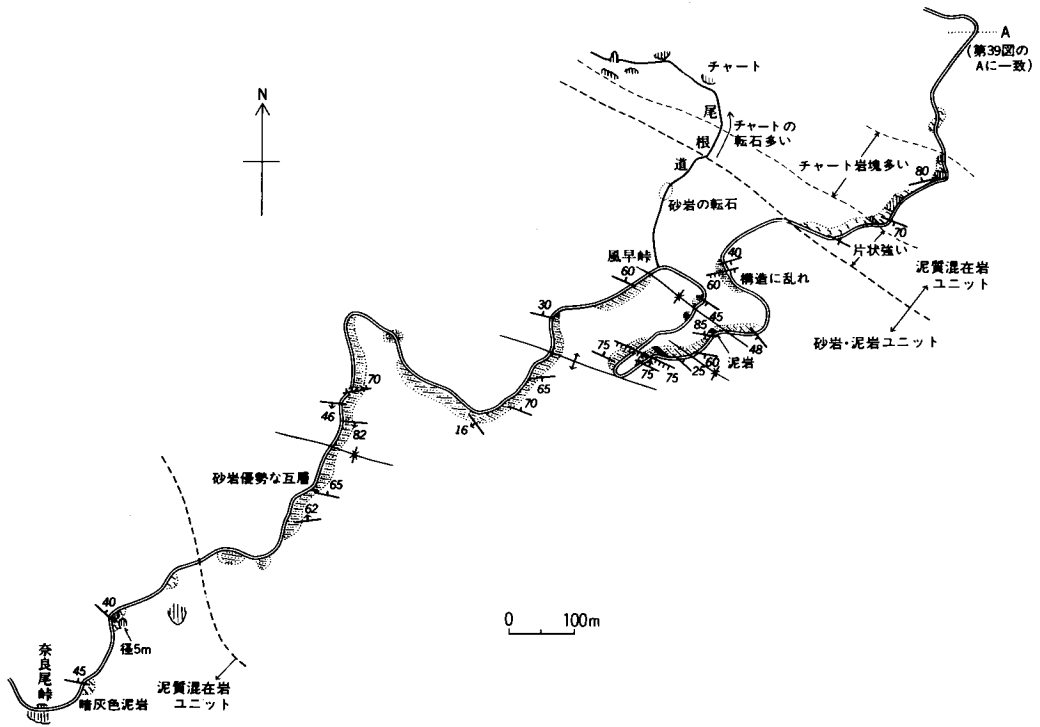 A
(第39図の
Aに一致)
チャート
N
尾根道
チャートの
転石多い
チャート岩塊多い
80
砂岩の転石
70
片状強い
風早峠
40
60
60
構造に乱れ
泥質混在岩
ユニット
30
45
85
48
砂岩・泥岩ユニット
75
泥岩
60
25
75
75
65
70
70
46
16
82
砂岩優勢な互層
65
62
40
0 100m
径5m
奈良尾峠
45
泥質混在岩
ユニット
暗灰色泥岩